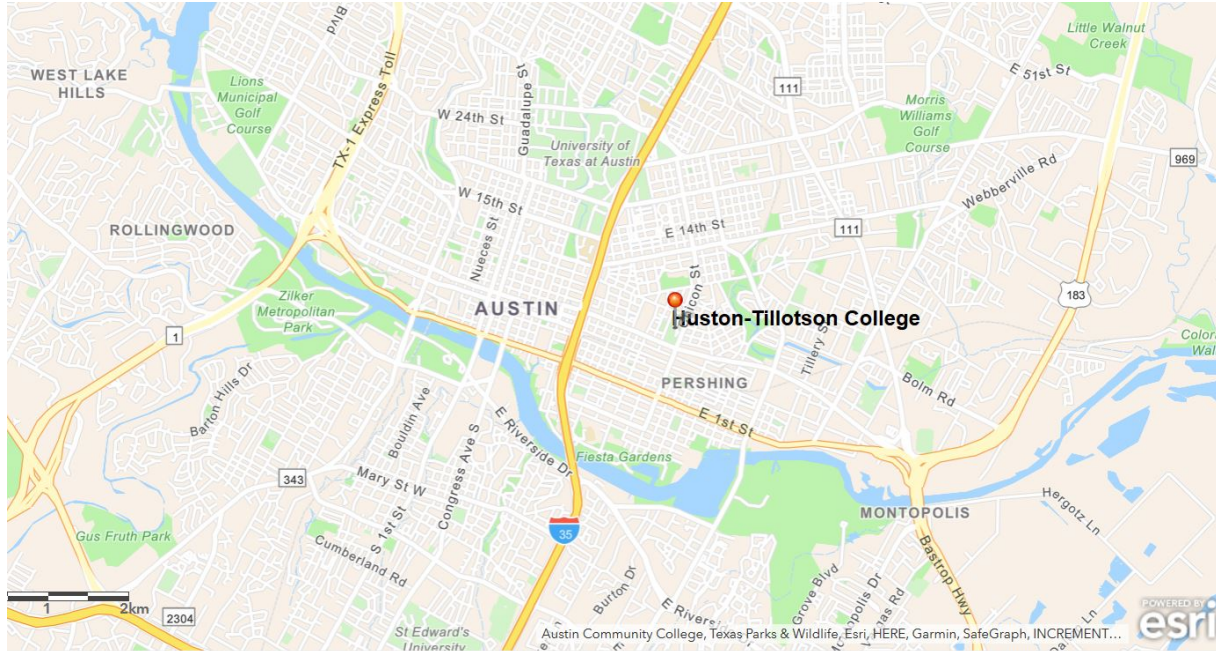 Little Walnut
Creek
WEST LAKE
HILLS
Blvd
Lions
Municipal
Golf
Course
TX-1 Express Toll
W 24th St
Guadalupe St
University of
Texas at Austin
111
E 51st St
Morris
Williams
Golf
Course
969
Webberville Rd
W 15th St
ROLLINGWOOD
Nueces St
E 14th St
111
Zilker
Metropolitan
Park
AUSTIN
Huston-Tillotson College
183
1
Tillery St
Barton Hills Dr
Bouldin Ave
PERSHING
Bolm Rd
E 1st St
E Riverside Dr
Congress Ave S
Fiesta Gardens
343
Mary St W
S 1st St
MONTOPOLIS
Hergotz Ln
Gus Fruth Park
35
Cumberland Rd
Bastrop Hwy
Burton Dr
Grove Blvd
1
2km
2304
St Edward's
University
Austin Community College, Texas Parks & Wildlife, Esri, HERE, Garmin, SafeGraph, INCREMENT...
POWERED BY
esri